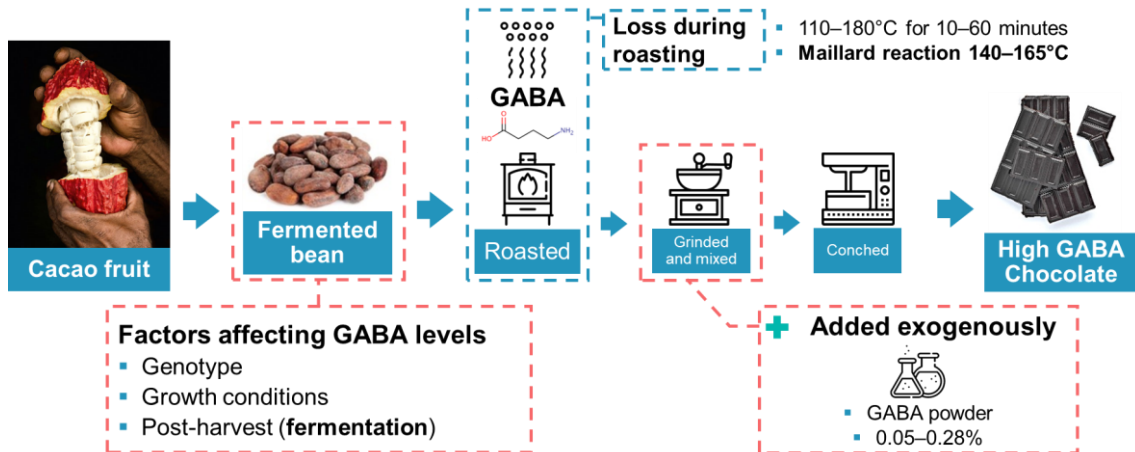 Cacao fruit
Fermented
bean
GABA
O
HO
NH₂
Roasted
Loss during
roasting
110–180°C for 10–60 minutes
Maillard reaction 140–165°C
Grinded
and mixed
Conched
High GABA
Chocolate
Factors affecting GABA levels
Genotype
Growth conditions
Post-harvest (fermentation)
Added exogenously
GABA powder
0.05–0.28%